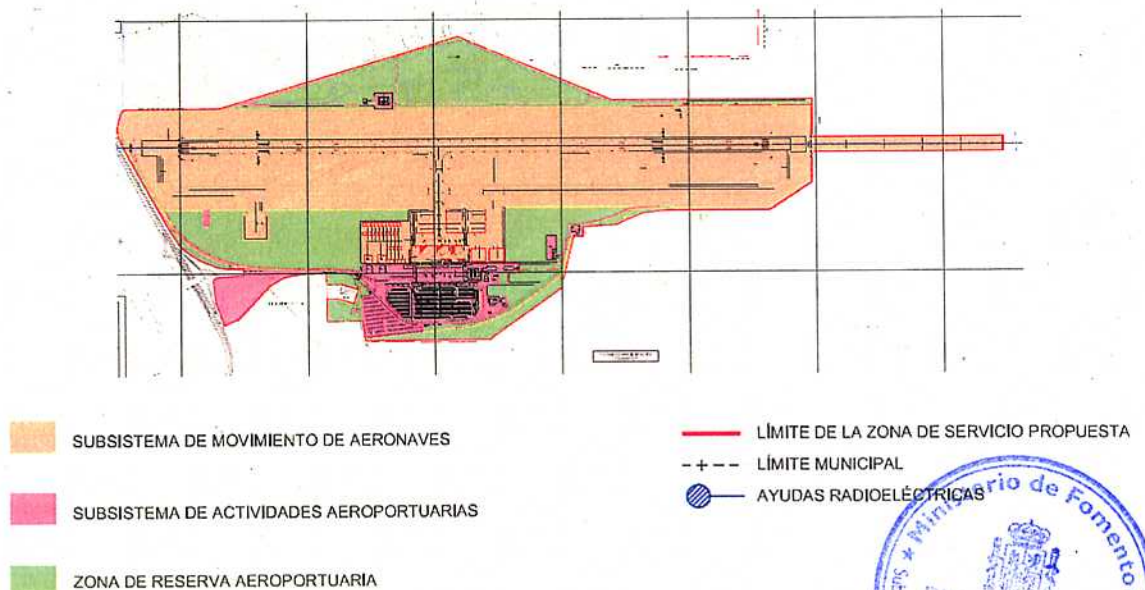 SUBSISTEMA DE MOVIMIENTO DE AERONAVES
SUBSISTEMA DE ACTIVIDADES AEROPORTUARIAS
ZONA DE RESERVA AEROPORTUARIA
LÍMITE DE LA ZONA DE SERVICIO PROPUESTA
LÍMITE MUNICIPAL
AYUDAS RADIOELÉCTRICAS
Ministerio de Fomento